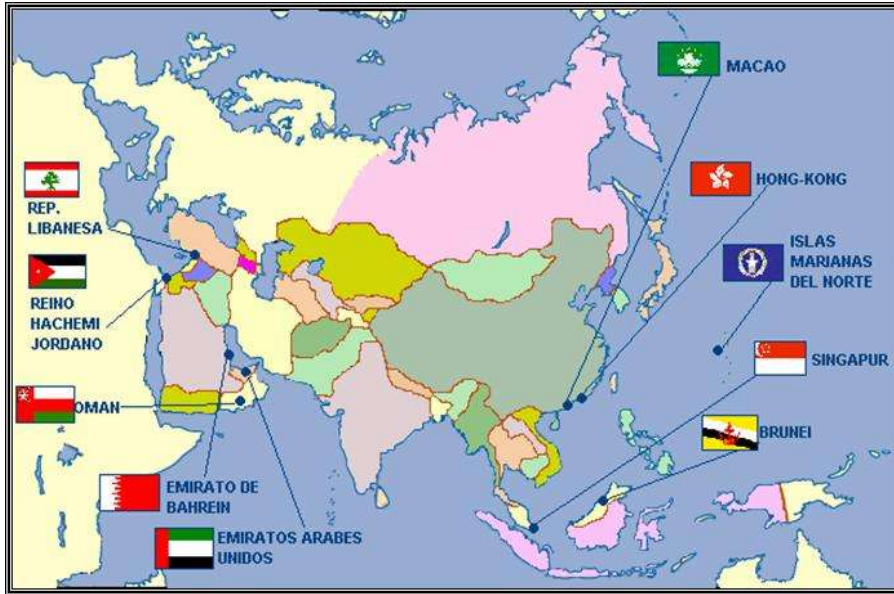 MACAO
HONG-KONG
REP.
LIBANESA
ISLAS
MARIANAS
DEL NORTE
REINO
HACHEMI
JORDANO
SINGAPUR
OMAN
BRUNEI
EMIRATO DE
BAHREIN
EMIRATOS ARABES
UNIDOS